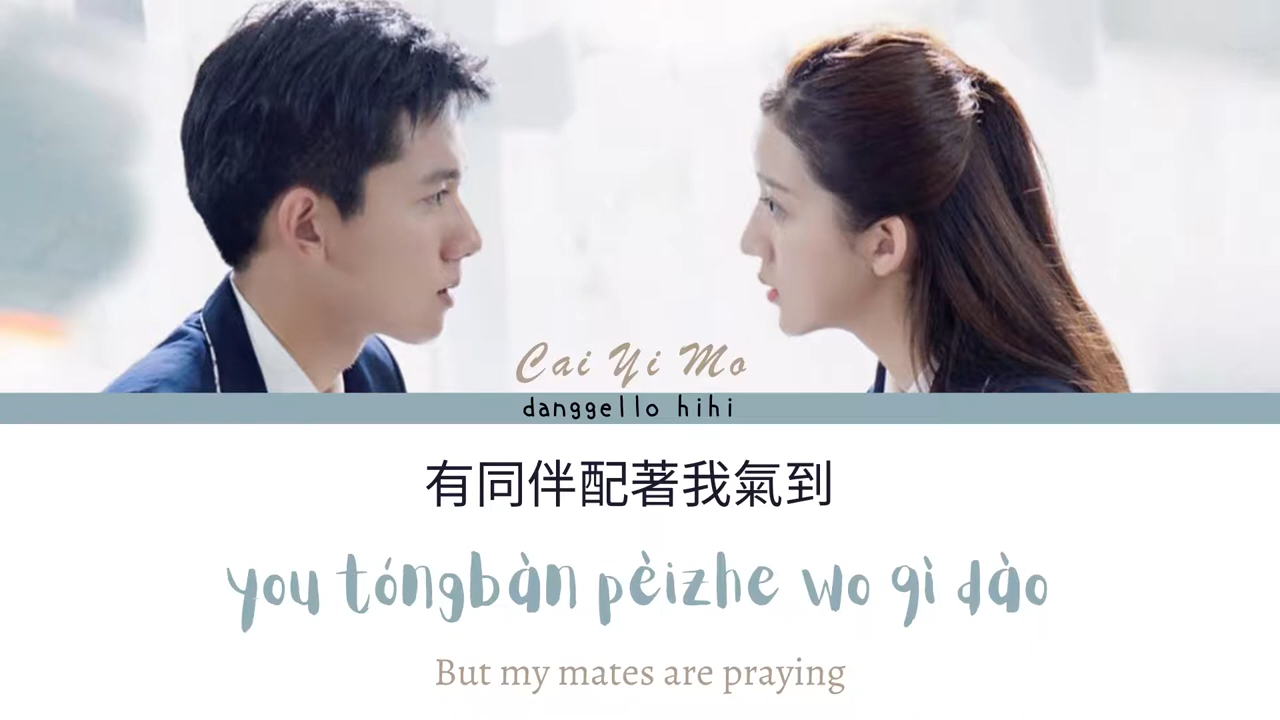 Cai Yi Mo
danggello hihi
有同伴配著我氣到
you tóngbàn pèizhe wo qì dào
But my mates are praying